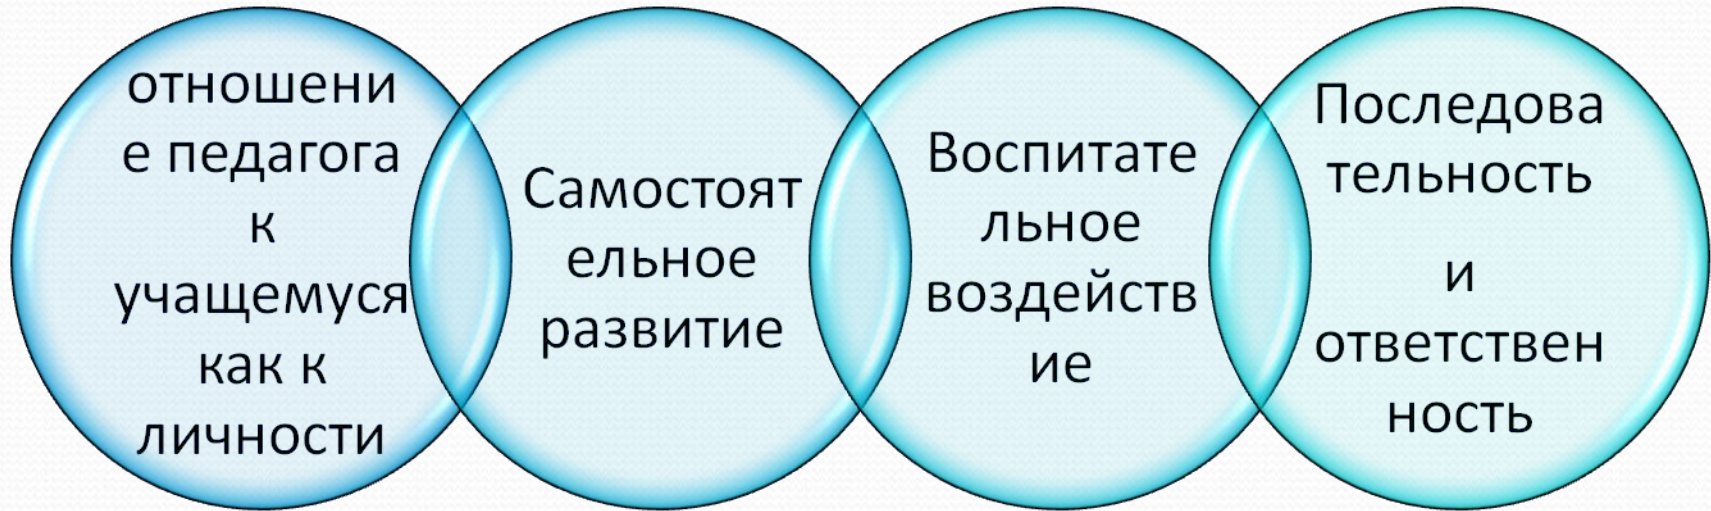 отношени
е педагога
к
учащемуся
как к
личности
Самостоят
ельное
развитие
Воспитате
льное
воздейств
ие
Последова
тельность
и
ответствен
ность